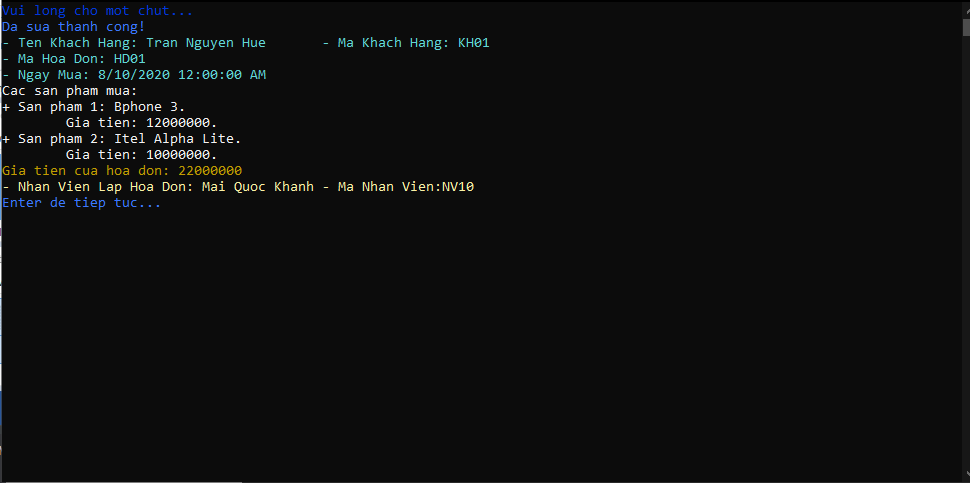 Vui long cho mot chut...
Da sua thanh cong!
- Ten Khach Hang: Tran Nguyen Hue - Ma Khach Hang: KH01
- Ma Hoa Don: HD01
- Ngay Mua: 8/10/2020 12:00:00 AM
Cac san pham mua:
+ San pham 1: Bphone 3.
Gia tien: 12000000.
+ San pham 2: Itel Alpha Lite.
Gia tien: 10000000.
Gia tien cua hoa don: 22000000
- Nhan Vien Lap Hoa Don: Mai Quoc Khanh - Ma Nhan Vien:NV10
Enter de tiep tuc...